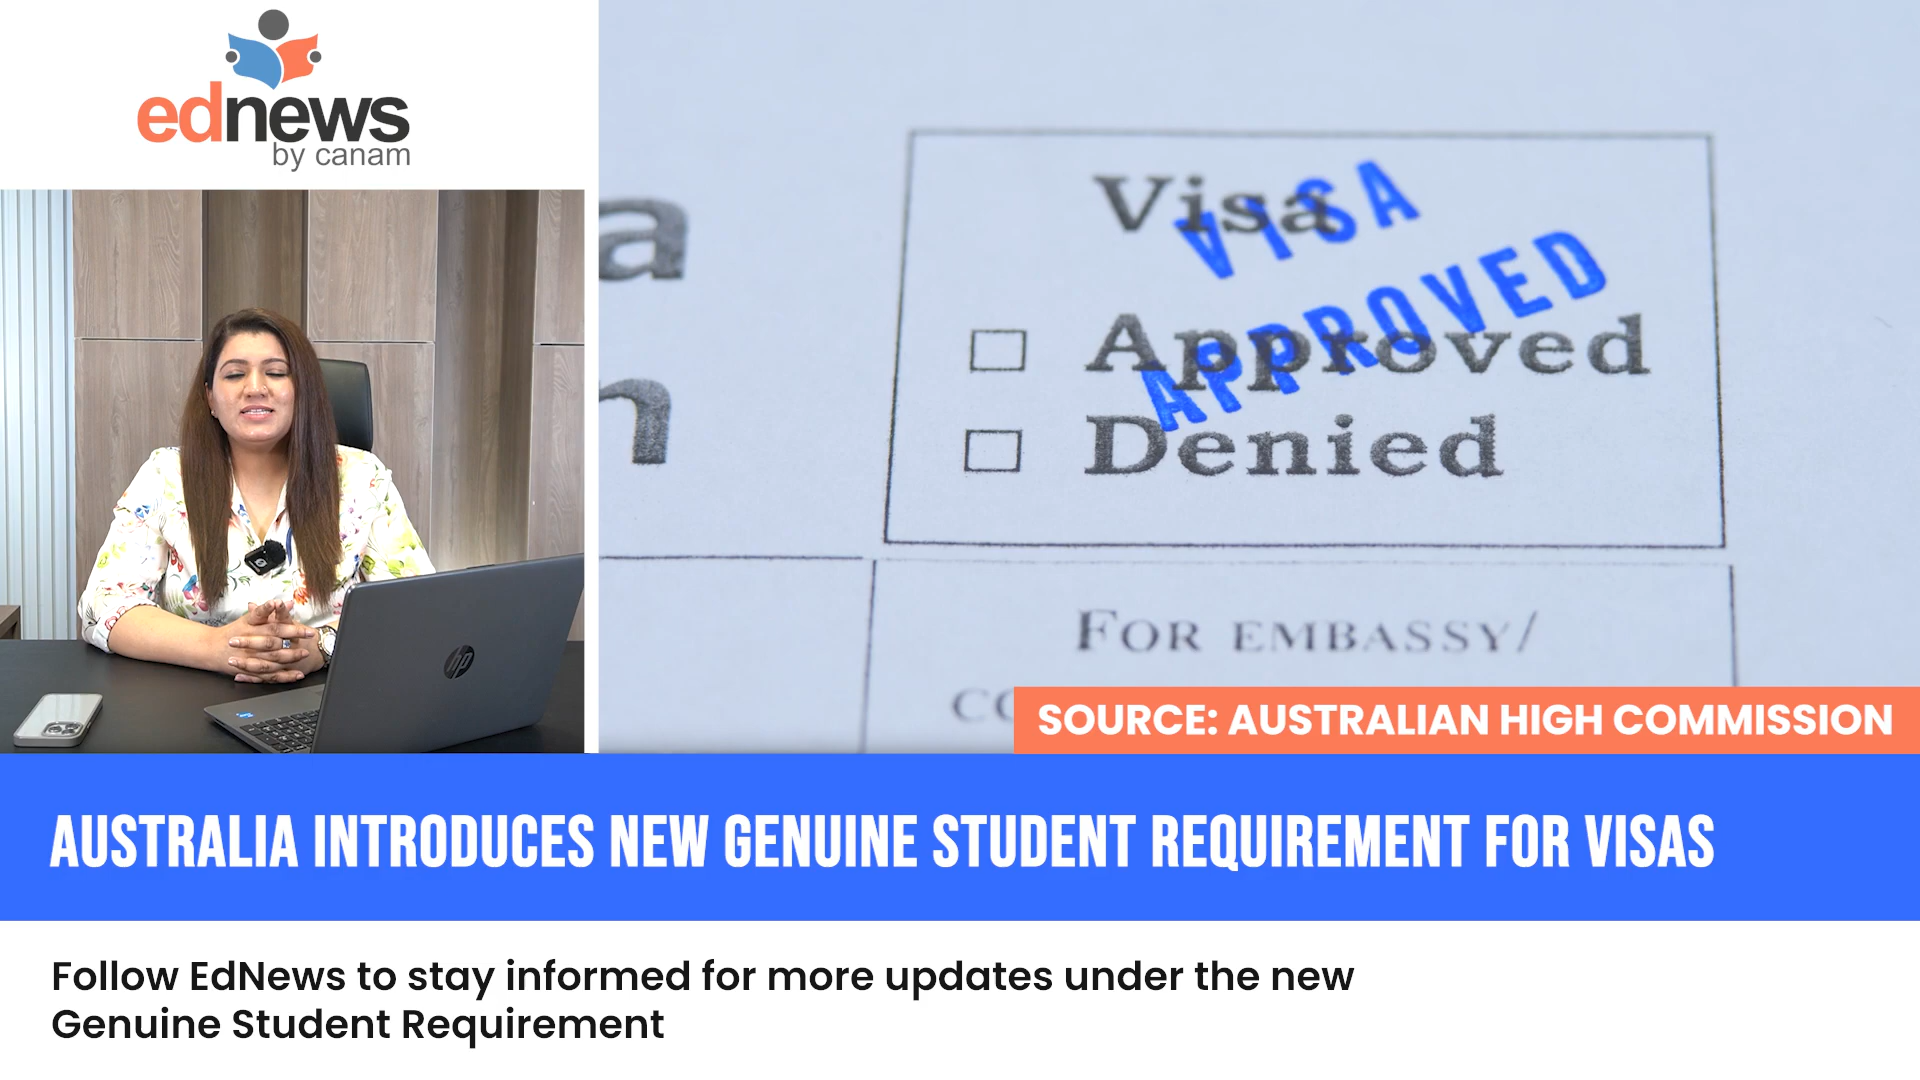 ednews
by canam
a
n
Visa
VISA
APPROVED
Approved
Denied
FOR EMBASSY/
hp
SOURCE: AUSTRALIAN HIGH COMMISSION
AUSTRALIA INTRODUCES NEW GENUINE STUDENT REQUIREMENT FOR VISAS
Follow EdNews to stay informed for more updates under the new
Genuine Student Requirement